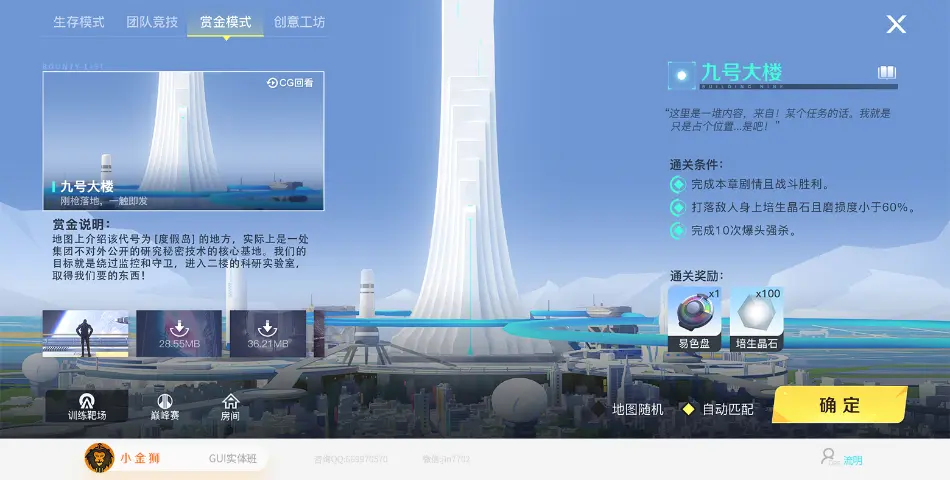 生存模式
团队竞技
赏金模式
创意工坊
BOUNTY LIST
CG回看
九号大楼
刚枪落地，一触即发
赏金说明：
地图上介绍该代号为 [度假岛] 的地方，实际上是一处
集团不对外公开的研究秘密技术的核心基地。我们的
目标就是绕过监控和守卫，进入二楼的科研实验室，
取得我们要的东西！
28.55MB
36.21MB
训练靶场
巅峰赛
房间
九号大楼
BUILDING NINE
“这里是一堆内容，来自！某个任务的话。我就是
只是占个位置...是吧！”
通关条件：
完成本章剧情且战斗胜利。
打落敌人身上培生晶石且磨损度小于60%。
完成10次爆头强杀。
通关奖励：
x1
易色盘
x100
培生晶石
地图随机
自动匹配
确定
小金狮
GUI实体班
流阴